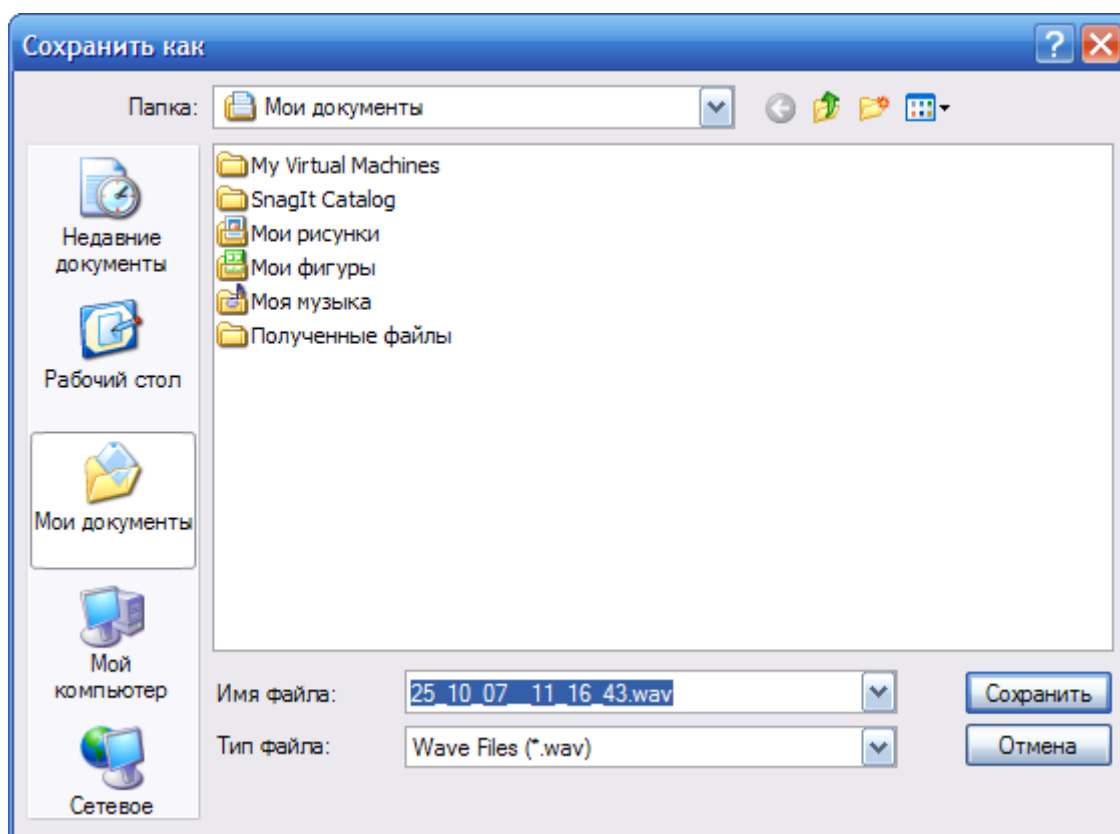 Сохранить как
Папка:
Мои документы
My Virtual Machines
SnagIt Catalog
Мои рисунки
Мои фигуры
Моя музыка
Полученные файлы
Недавние
документы
Рабочий стол
Мои документы
Мой
компьютер
Сетевое
Имя файла:
25_10_07__11_16_43.wav
Сохранить
Тип файла:
Wave Files (*.wav)
Отмена